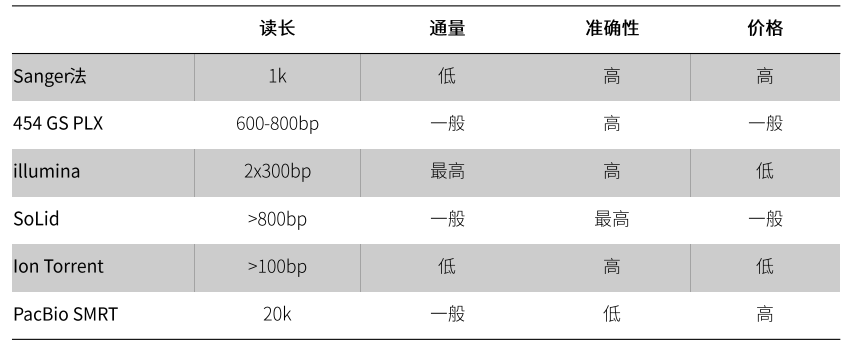 读长 通量 准确性 价格
Sanger法 1k 低 高 高
454 GS PLX 600-800bp 一般 高 一般
illumina 2x300bp 最高 高 低
SoLid >800bp 一般 最高 一般
Ion Torrent >100bp 低 高 低
PacBio SMRT 20k 一般 低 高